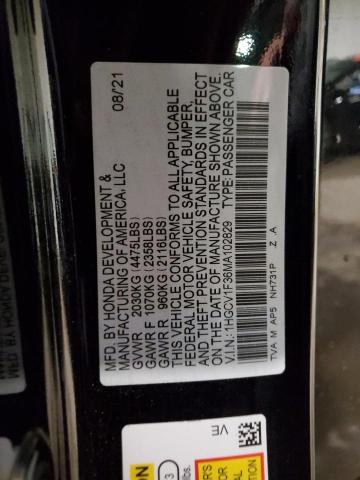 MFD. BY HONDA DEVELOPMENT & 08/21
MANUFACTURING OF AMERICA, LLC
GVWR 2030KG (4475LBS)
GAWR F 1070KG (2358LBS)
GAWR R 960KG (2116LBS)
THIS VEHICLE CONFORMS TO ALL APPLICABLE
FEDERAL MOTOR VEHICLE SAFETY, BUMPER,
AND THEFT PREVENTION STANDARDS IN EFFECT
ON THE DATE OF MANUFACTURE SHOWN ABOVE.
V.I.N.:1HGCV1F36MA102829 TYPE:PASSENGER CAR
TVA M AP5 NH731P Z A
VE
3
lbs.